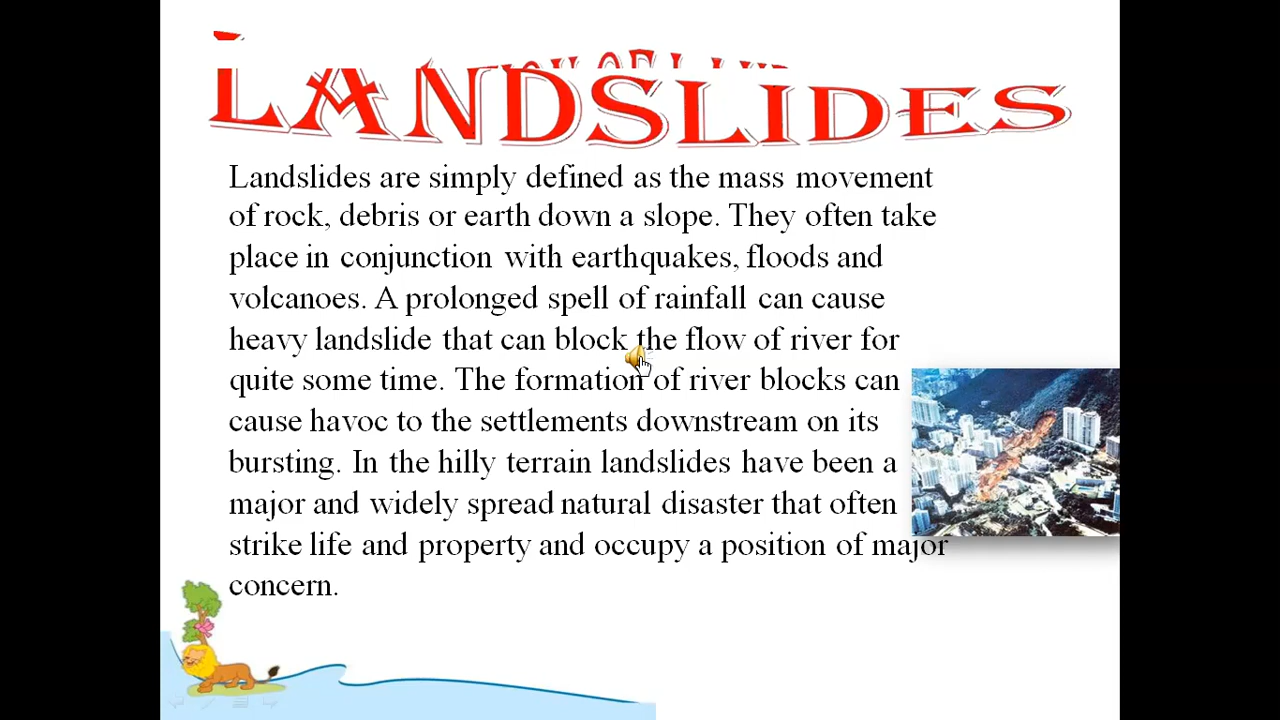 LANDSLIDES
Landslides are simply defined as the mass movement
of rock, debris or earth down a slope. They often take
place in conjunction with earthquakes, floods and
volcanoes. A prolonged spell of rainfall can cause
heavy landslide that can block the flow of river for
quite some time. The formation of river blocks can
cause havoc to the settlements downstream on its
bursting. In the hilly terrain landslides have been a
major and widely spread natural disaster that often
strike life and property and occupy a position of major
concern.